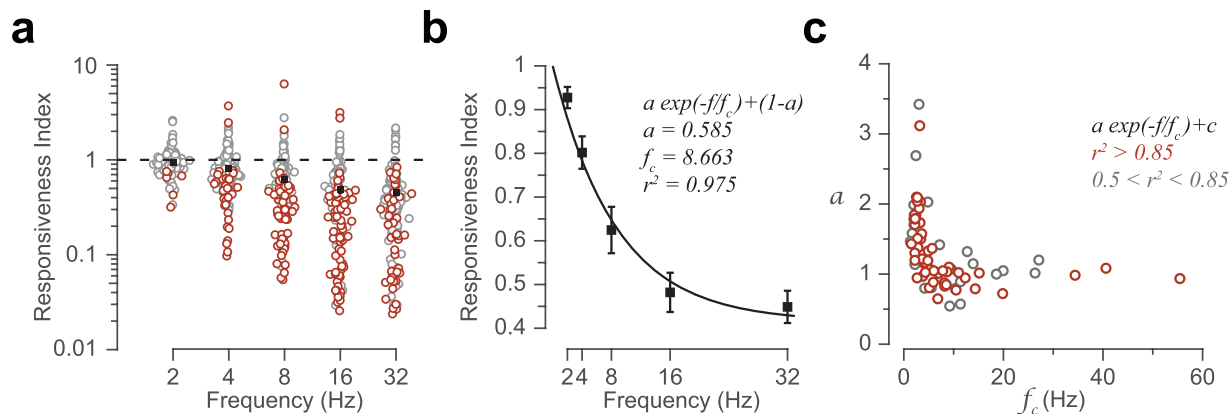 a
Responsiveness Index
10
1
0.1
0.01
2
4
8
16
32
Frequency (Hz)
b
Responsiveness Index
1
0.9
0.8
0.7
0.6
0.5
0.4
a exp(-f/fc)+(1-a)
a = 0.585
fc = 8.663
r² = 0.975
2
4
8
16
32
Frequency (Hz)
c
a
4
3
2
1
0
a exp(-f/fc)+c
r² > 0.85
0.5 < r² < 0.85
0
20
40
60
fc (Hz)